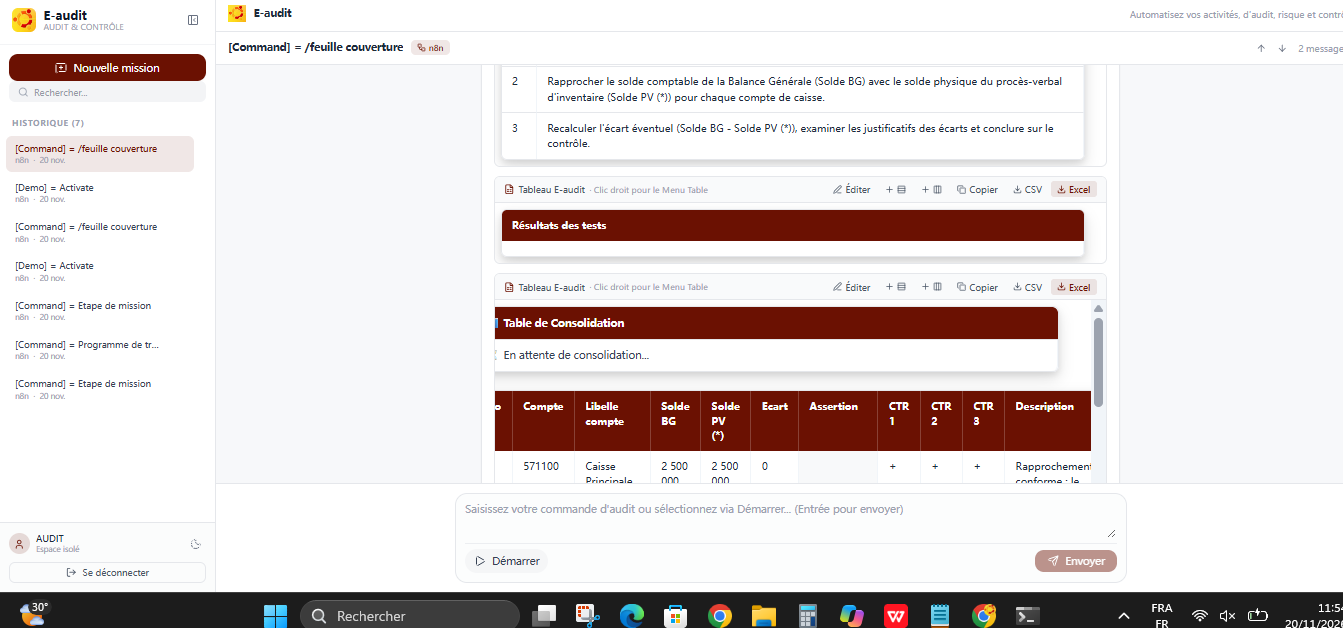 E-audit
AUDIT & CONTRÔLE
Nouvelle mission
Rechercher...
HISTORIQUE (7)
[Command] = /feuille couverture
n8n - 20 nov.
[Demo] = Activate
n8n - 20 nov.
[Command] = /feuille couverture
n8n - 20 nov.
[Demo] = Activate
n8n - 20 nov.
[Command] = Etape de mission
n8n - 20 nov.
[Command] = Programme de tr...
n8n - 20 nov.
[Command] = Etape de mission
n8n - 20 nov.
AUDIT
Espace isolé
Se déconnecter
E-audit
Automatisez vos activités, d'audit, risque et contr
[Command] = /feuille couverture n8n
2 message
2 Rapprocher le solde comptable de la Balance Générale (Solde BG) avec le solde physique du procès-verbal
d'inventaire (Solde PV (*)) pour chaque compte de caisse.
3 Recalculer l'écart éventuel (Solde BG - Solde PV (*)), examiner les justificatifs des écarts et conclure sur le
contrôle.
Tableau E-audit · Clic droit pour le Menu Table Éditer + + Copier CSV Excel
Résultats des tests
Tableau E-audit · Clic droit pour le Menu Table Éditer + + Copier CSV Excel
Table de Consolidation
En attente de consolidation...
o Compte Libelle Solde Solde Ecart Assertion CTR CTR CTR Description
compte BG PV 1 2 3
(*)
571100 Caisse 2 500 2 500 0 + + + Rapprochement
Principale 000 000 conforme : le
Saisissez votre commande d'audit ou sélectionnez via Démarrer... (Entrée pour envoyer)
Démarrer
Envoyer
30°
Rechercher
FRA
FR
11:54
20/11/202